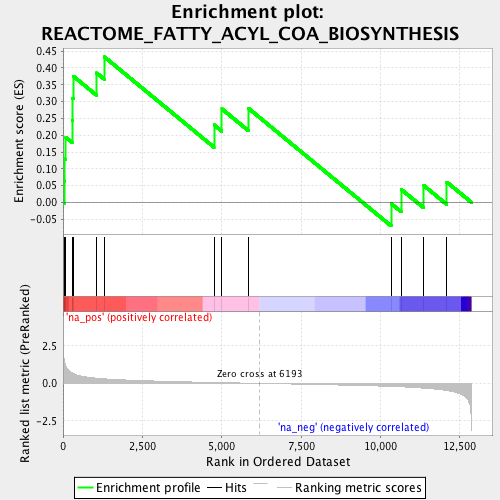 Enrichment plot:
REACTOME_FATTY_ACYL_COA_BIOSYNTHESIS
Enrichment score (ES)
0.45
0.40
0.35
0.30
0.25
0.20
0.15
0.10
0.05
0.00
-0.05
'na_pos' (positively correlated)
Ranked list metric (PreRanked)
2.5
0.0
-2.5
Zero cross at 6193
'na_neg' (negatively correlated)
0
2,500
5,000
7,500
10,000
12,500
Rank in Ordered Dataset
Enrichment profile
Hits
Ranking metric scores